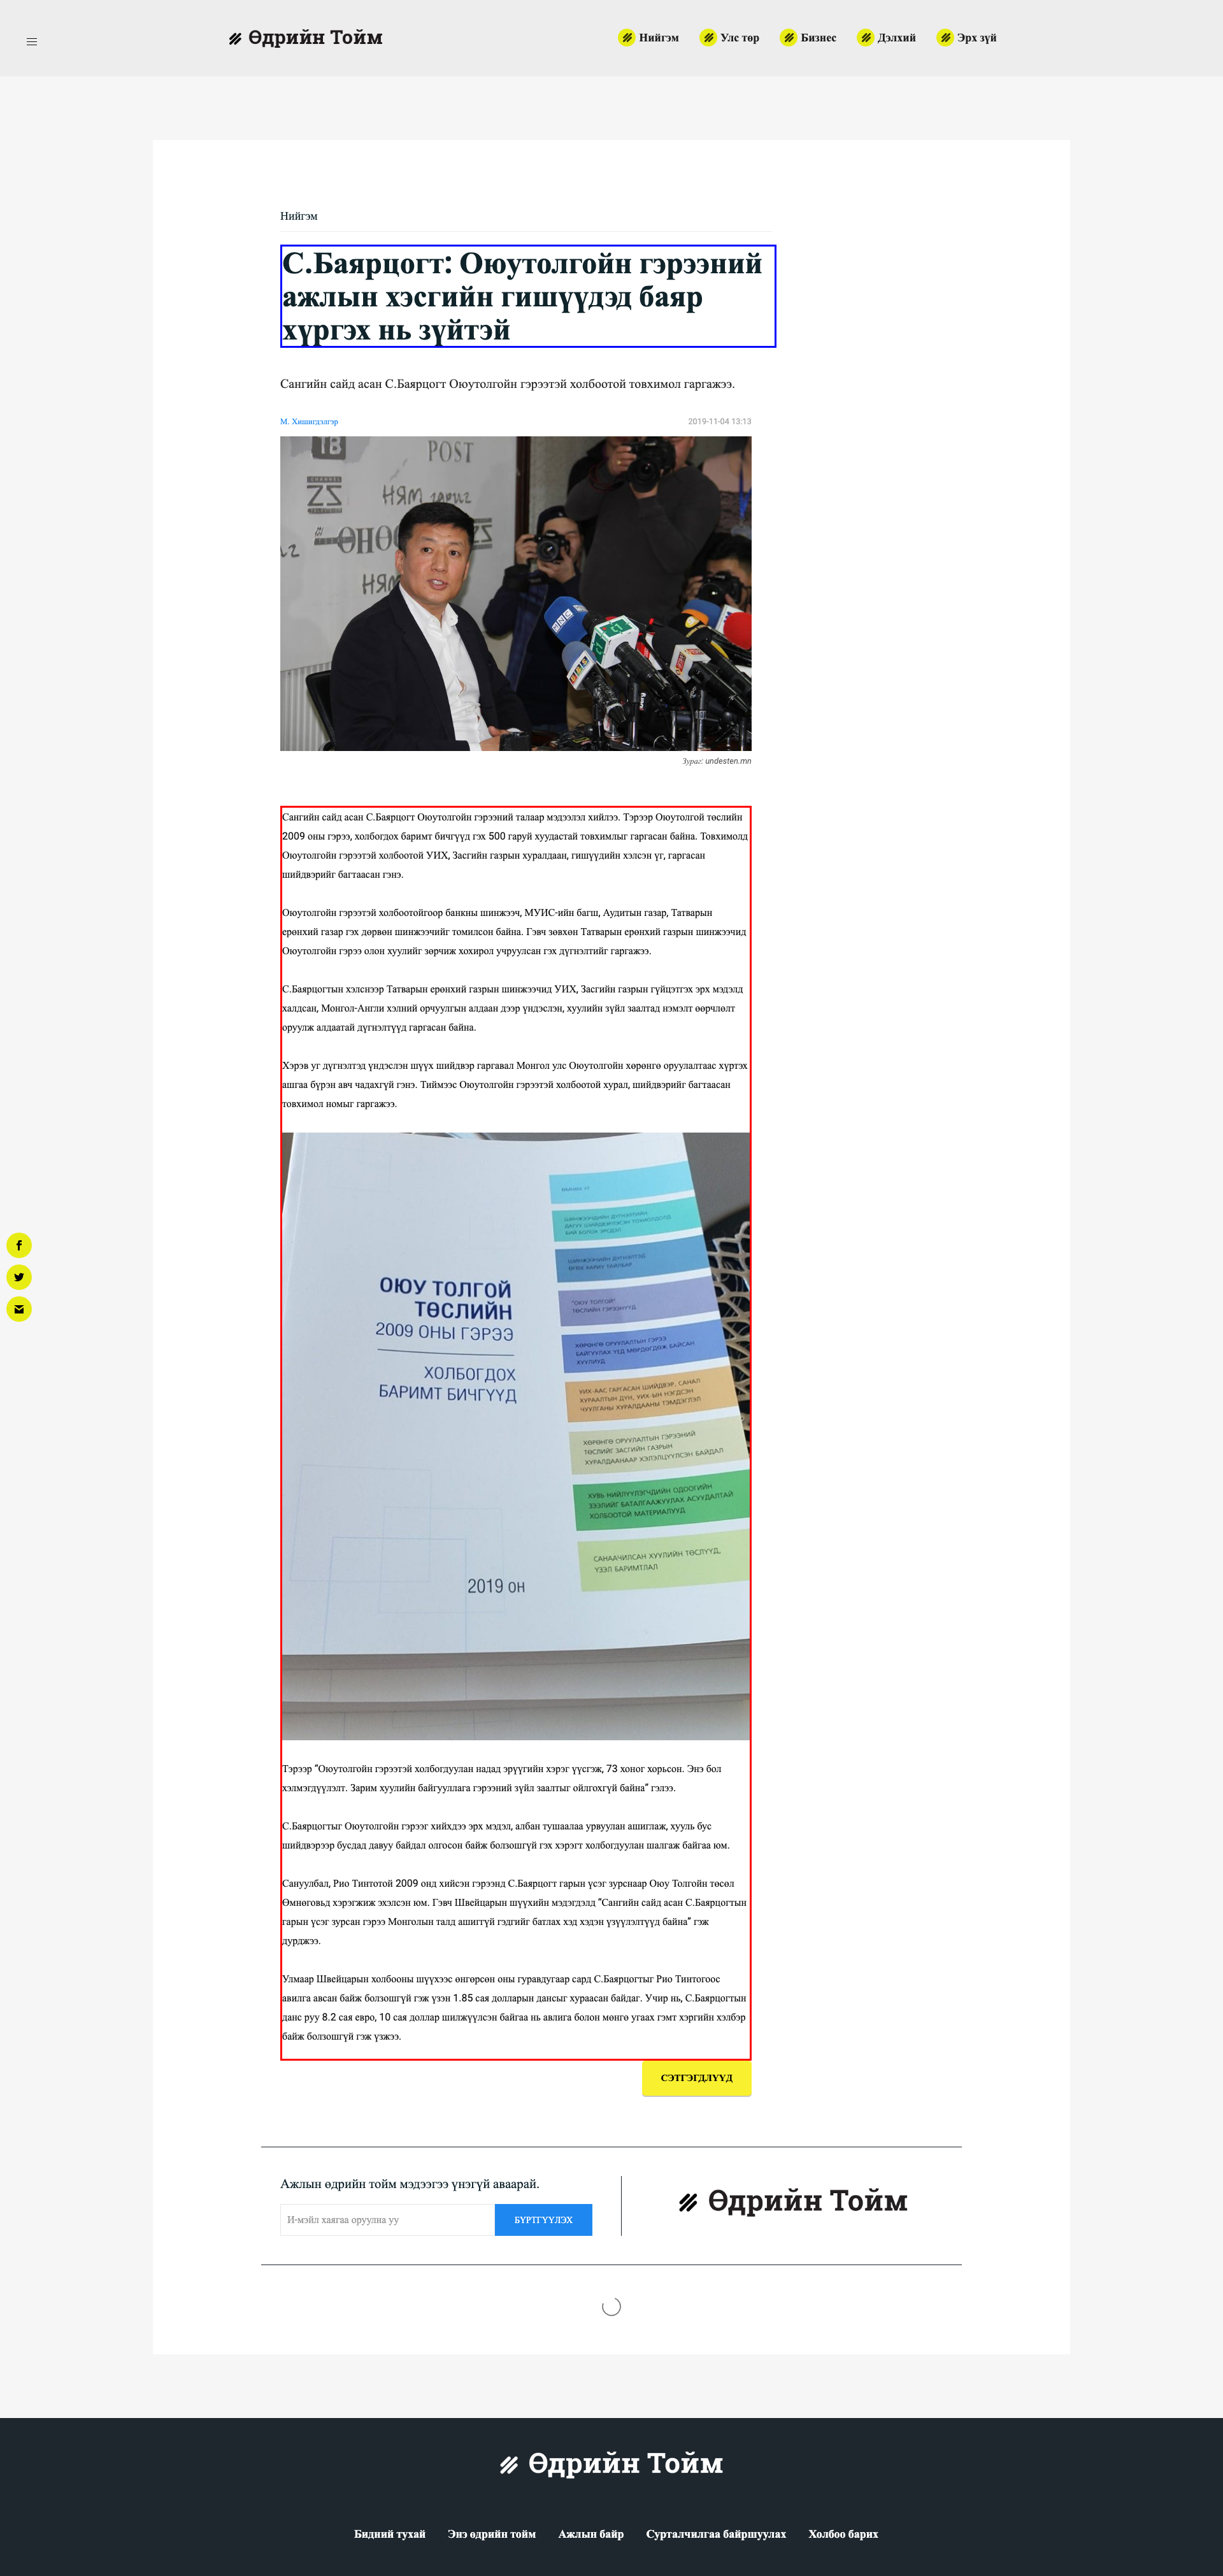 Өдрийн Тойм
Нийгэм
Улс төр
Бизнес
Дэлхий
Эрх зүй
Нийгэм
С.Баярцогт: Оюутолгойн гэрээний
ажлын хэсгийн гишүүдэд баяр
хүргэх нь зүйтэй
Сангийн сайд асан С.Баярцогт Оюутолгойн гэрээтэй холбоотой товхимол гаргажээ.
М. Хишигдэлгэр
2019-11-04 13:13
POST
CHANNEL
25
НЯМ гариг
ӨНӨӨ
НЯМ
Зураг: undesten.mn
Сангийн сайд асан С.Баярцогт Оюутолгойн гэрээний талаар мэдээлэл хийлээ. Тэрээр Оюутолгой төслийн
2009 оны гэрээ, холбогдох баримт бичгүүд гэх 500 гаруй хуудастай товхимлыг гаргасан байна. Товхимолд
Оюутолгойн гэрээтэй холбоотой УИХ, Засгийн газрын хуралдаан, гишүүдийн хэлсэн үг, гаргасан
шийдвэрийг багтаасан гэнэ.
Оюутолгойн гэрээтэй холбоотойгоор банкны шинжээч, МУИС-ийн багш, Аудитын газар, Татварын
ерөнхий газар гэх дөрвөн шинжээчийг томилсон байна. Гэвч зөвхөн Татварын ерөнхий газрын шинжээчид
Оюутолгойн гэрээ олон хуулийг зөрчиж хохирол учруулсан гэх дүгнэлтийг гаргажээ.
С.Баярцогтын хэлснээр Татварын ерөнхий газрын шинжээчид УИХ, Засгийн газрын гүйцэтгэх эрх мэдэлд
халдсан, Монгол-Англи хэлний орчуулгын алдаан дээр үндэслэн, хуулийн зүйл заалтад нэмэлт өөрчлөлт
оруулж алдаатай дүгнэлтүүд гаргасан байна.
Хэрэв уг дүгнэлтэд үндэслэн шүүх шийдвэр гаргавал Монгол улс Оюутолгойн хөрөнгө оруулалтаас хүртэх
ашгаа бүрэн авч чадахгүй гэнэ. Тиймээс Оюутолгойн гэрээтэй холбоотой хурал, шийдвэрийг багтаасан
товхимол номыг гаргажээ.
ОЮУ ТОЛГОЙ
ТӨСЛИЙН
2009 ОНЫ ГЭРЭЭ
ХОЛБОГДОХ
БАРИМТ БИЧГҮҮД
2019 он
ШИНЖЭЭЧИЙН ДҮГНЭЛТЭД
ӨГӨХ ХАРИУ ТАЙЛБАР
"ОЮУ ТОЛГОЙ"
ТӨСЛИЙН ГЭРЭЭНҮҮД
ХӨРӨНГӨ ОРУУЛАЛТЫН ГЭРЭЭ
БАЙГУУЛАХ ҮЕД МӨРДӨГДӨЖ БАЙСАН
ХУУЛИУД
УИХ-ААС ГАРГАСАН ШИЙДВЭР, САНАЛ
ХУРААЛТЫН ДҮН, УИХ-ЫН НЭГДСЭН
ЧУУЛГАНЫ ХУРАЛДААНЫ ТЭМДЭГЛЭЛ
ХӨРӨНГӨ ОРУУЛАЛТЫН ГЭРЭЭНИЙ
ТӨСЛИЙГ ЗАСГИЙН ГАЗРЫН
ХУРАЛДААНААР ХЭЛЭЛЦҮҮЛСЭН БАЙДАЛ
ХУВЬ НИЙЛҮҮЛЭГЧДИЙН ОДООГИЙН
ЗЭЭЛИЙГ БАТАЛГААЖУУЛАХ АСУУДАЛТАЙ
ХОЛБООТОЙ МАТЕРИАЛУУД
САНААЧИЛСАН ХУУЛИЙН ТӨСЛҮҮД,
ҮЗЭЛ БАРИМТЛАЛ
Тэрээр “Оюутолгойн гэрээтэй холбогдуулан надад эрүүгийн хэрэг үүсгэж, 73 хоног хорьсон. Энэ бол
хэлмэгдүүлэлт. Зарим хуулийн байгууллага гэрээний зүйл заалтыг ойлгохгүй байна” гэлээ.
С.Баярцогтыг Оюутолгойн гэрээг хийхдээ эрх мэдэл, албан тушаалаа урвуулан ашиглаж, хууль бус
шийдвэрээр бусдад давуу байдал олгосон байж болзошгүй гэх хэрэгт холбогдуулан шалгаж байгаа юм.
Сануулбал, Рио Тинтотой 2009 онд хийсэн гэрээнд С.Баярцогт гарын үсэг зурснаар Оюу Толгойн төсөл
Өмнөговьд хэрэгжиж эхэлсэн юм. Гэвч Швейцарын шүүхийн мэдэгдэлд “Сангийн сайд асан С.Баярцогтын
гарын үсэг зурсан гэрээ Монголын талд ашиггүй гэдгийг батлах хэд хэдэн үзүүлэлтүүд байна” гэж
дурджээ.
Улмаар Швейцарын холбооны шүүхээс өнгөрсөн оны гуравдугаар сард С.Баярцогтыг Рио Тинтогоос
авилга авсан байж болзошгүй гэж үзэн 1.85 сая долларын дансыг хураасан байдаг. Учир нь, С.Баярцогтын
данс руу 8.2 сая евро, 10 сая доллар шилжүүлсэн байгаа нь авлига болон мөнгө угаах гэмт хэргийн хэлбэр
байж болзошгүй гэж үзжээ.
СЭТГЭГДЛҮҮД
Ажлын өдрийн тойм мэдээгээ үнэгүй аваарай.
И-мэйл хаягаа оруулна уу
БҮРТГҮҮЛЭХ
Өдрийн Тойм
Өдрийн Тойм
Бидний тухай
Энэ өдрийн тойм
Ажлын байр
Сурталчилгаа байршуулах
Холбоо барих